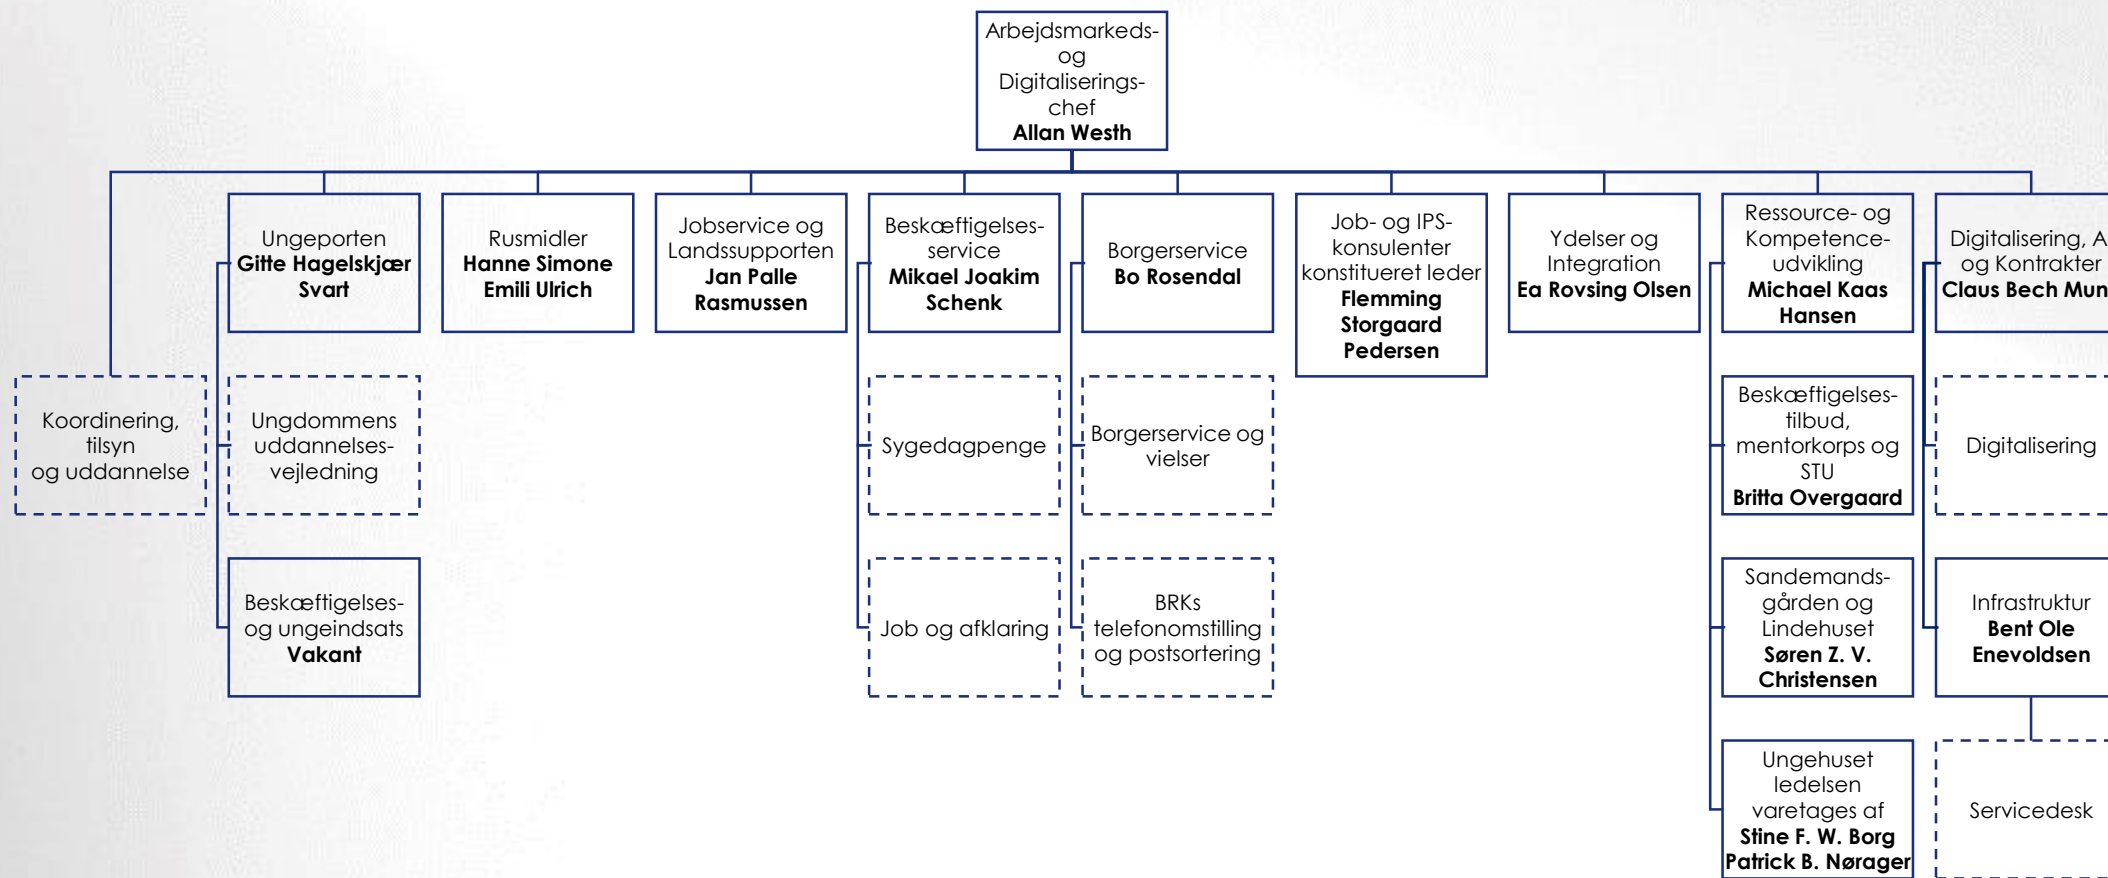 Arbejdsmarkeds-
og
Digitaliserings-
chef
Allan Westh
Ungeporten
Gitte Hagelskjær
Svart
Rusmidler
Hanne Simone
Emili Ulrich
Jobservice og
Landssupporten
Jan Palle
Rasmussen
Beskæftigelses-
service
Mikael Joakim
Schenk
Borgerservice
Bo Rosendal
Job- og IPS-
konsulenter
konstitueret leder
Flemming
Storgaard
Pedersen
Ydelser og
Integration
Ea Rovsing Olsen
Ressource- og
Kompetence-
udvikling
Michael Kaas
Hansen
Digitalisering,
og Kontrakter
Claus Bech
Koordinering,
tilsyn
og uddannelse
Ungdommens
uddannelses-
vejledning
Sygedagpenge
Borgerservice og
vielser
Beskæftigelses-
tilbud,
mentorkorps og
STU
Britta Overgaard
Digitalisering
Beskæftigelses-
og ungeindsats
Vakant
Job og afklaring
BRKs
telefonomstilling
og postsortering
Sandemands-
gården og
Lindehuset
Søren Z. V.
Christensen
Infrastruktur
Bent Ole
Enevoldsen
Ungehuset
ledelsen
varetages af
Stine F. W. Borg
Patrick B. Nørager
Servicedesk